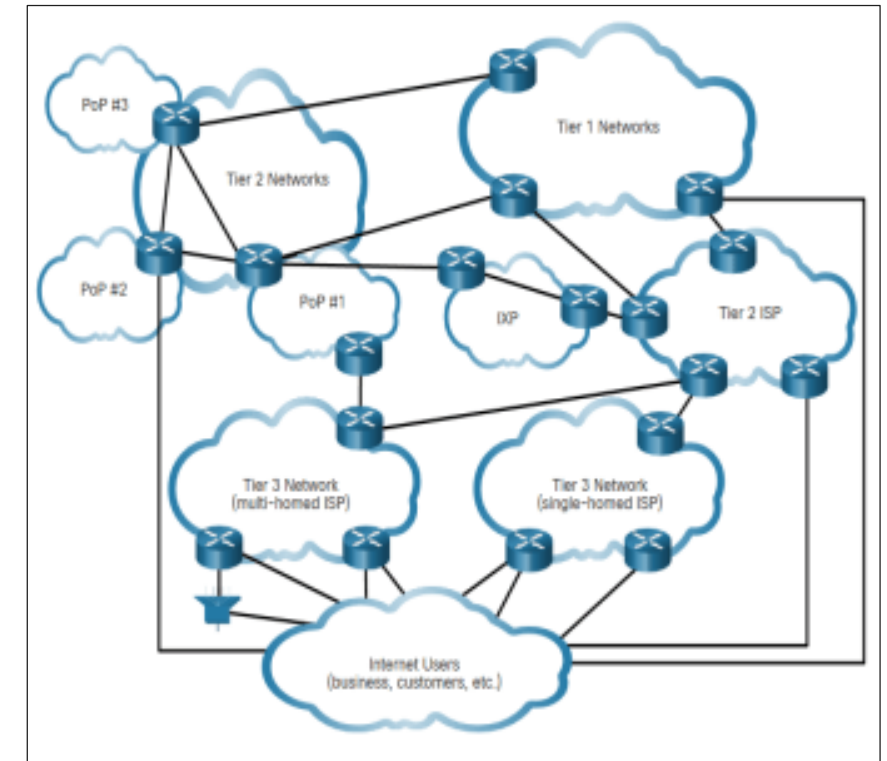 PoP #3
Tier 1 Networks
Tier 2 Networks
PoP #2
PoP #1
IXP
Tier 2 ISP
Tier 3 Network
(multi-homed ISP)
Tier 3 Network
(single-homed ISP)
Internet Users
(business, customers, etc.)